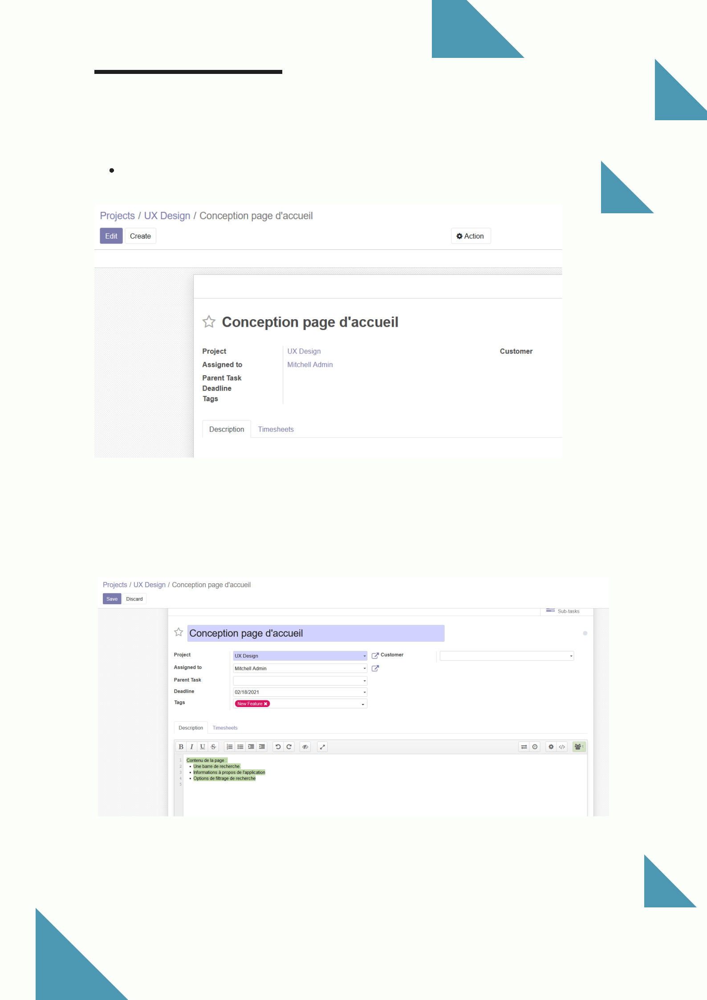 Projects / UX Design / Conception page d'accueil
Edit Create Action
Conception page d'accueil
Project UX Design Customer
Assigned to Mitchell Admin
Parent Task
Deadline
Tags
Description Timesheets
Projects / UX Design / Conception page d'accueil
Save Discard
Sub-tasks
Conception page d'accueil
Project UX Design Customer
Assigned to Mitchell Admin
Parent Task
Deadline 02/18/2021
Tags New Feature ✖
Description Timesheets
B I U S 1
1 Contenu de la page :
2 • Une barre de recherche.
3 • Informations à propos de l'application
4 • Options de filtrage de recherche
5